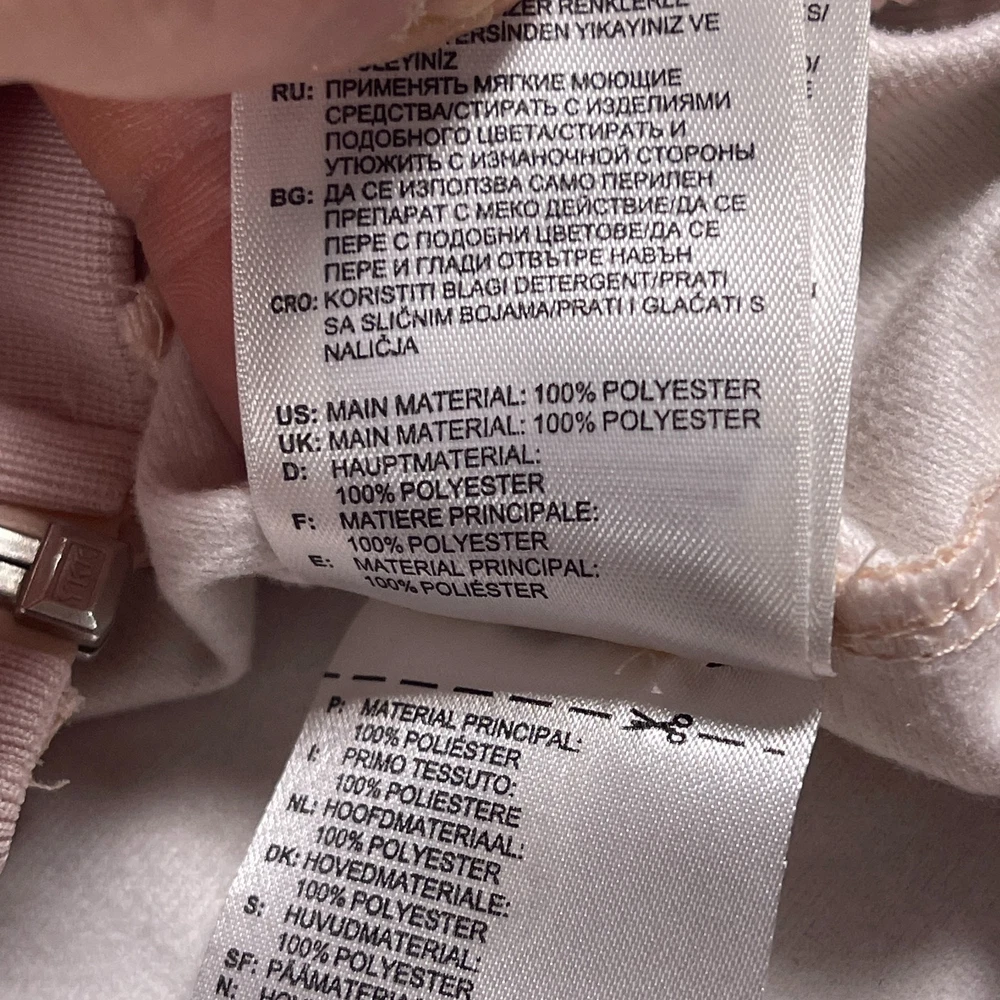 RENKLERLE
YIKAYINIZ VE
RU: ПРИМЕНЯТЬ МЯГКИЕ МОЮЩИЕ
СРЕДСТВА/СТИРАТЬ С ИЗДЕЛИЯМИ
ПОДОБНОГО ЦВЕТА/СТИРАТЬ И
УТЮЖИТЬ С ИЗНАНОЧНОЙ СТОРОНЫ
BG: ДА СЕ ИЗПОЛЗВА САМО ПЕРИЛЕН
ПРЕПАРАТ С МЕКО ДЕЙСТВИЕ/ДА СЕ
ПЕРЕ С ПОДОБНИ ЦВЕТОВЕ/ДА СЕ
ПЕРЕ И ГЛАДИ ОТВЪТРЕ НАВЪН
CRO: KORISTITI BLAGI DETERGENT/PRATI
SA SLIČNIM BOJAMA/PRATI I GLAČATI S
NALIČJA
US: MAIN MATERIAL: 100% POLYESTER
UK: MAIN MATERIAL: 100% POLYESTER
D: HAUPTMATERIAL:
100% POLYESTER
F: MATIERE PRINCIPALE:
100% POLYESTER
E: MATERIAL PRINCIPAL:
100% POLIÉSTER
P: MATERIAL PRINCIPAL:
100% POLIÉSTER
I: PRIMO TESSUTO:
100% POLIESTERE
NL: HOOFDMATERIAAL:
100% POLYESTER
DK: HOVEDMATERIALE:
100% POLYESTER
S: HUVUDMATERIAL:
100% POLYESTER
SF:
N: